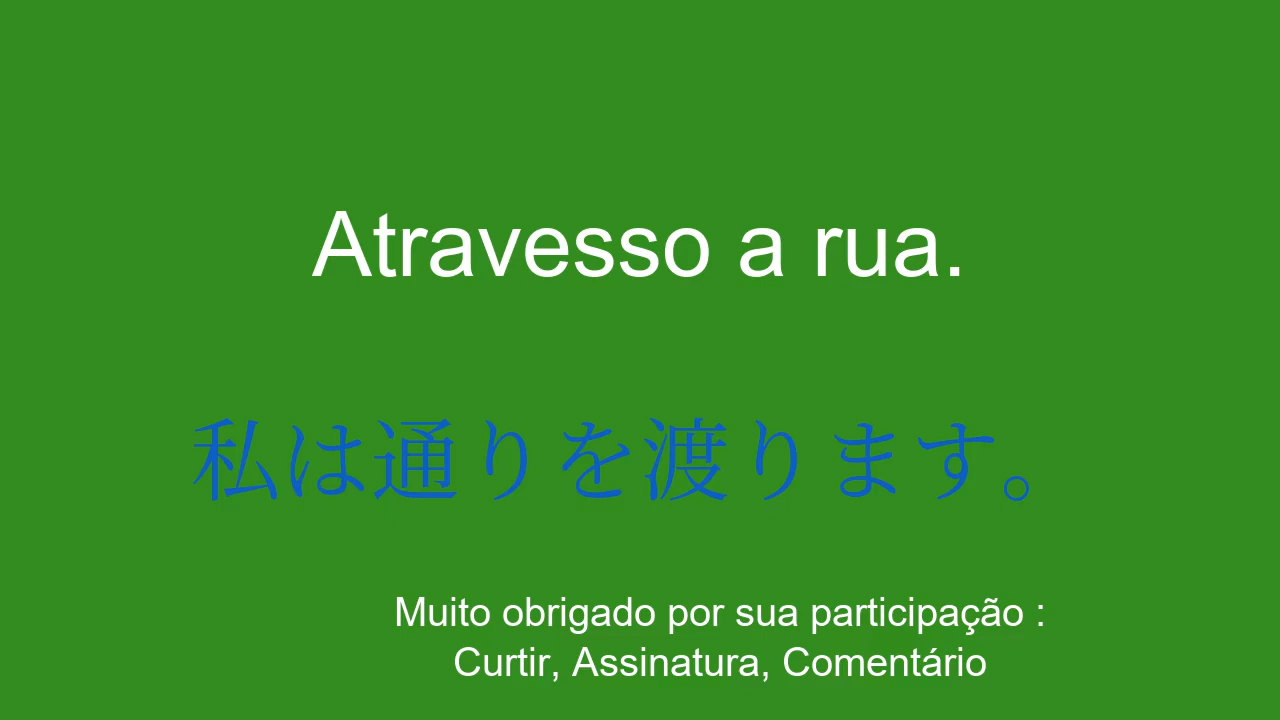 Atravesso a rua.
私は通りを渡ります。
Muito obrigado por sua participação :
Curtir, Assinatura, Comentário